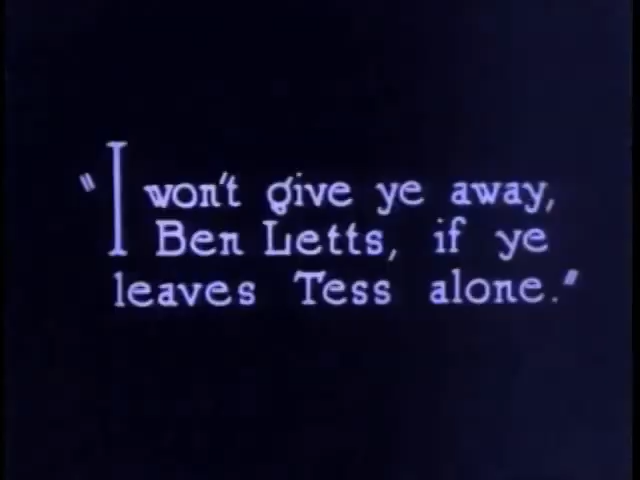 "I won't give ye away,
Ben Letts, if ye
leaves Tess alone."